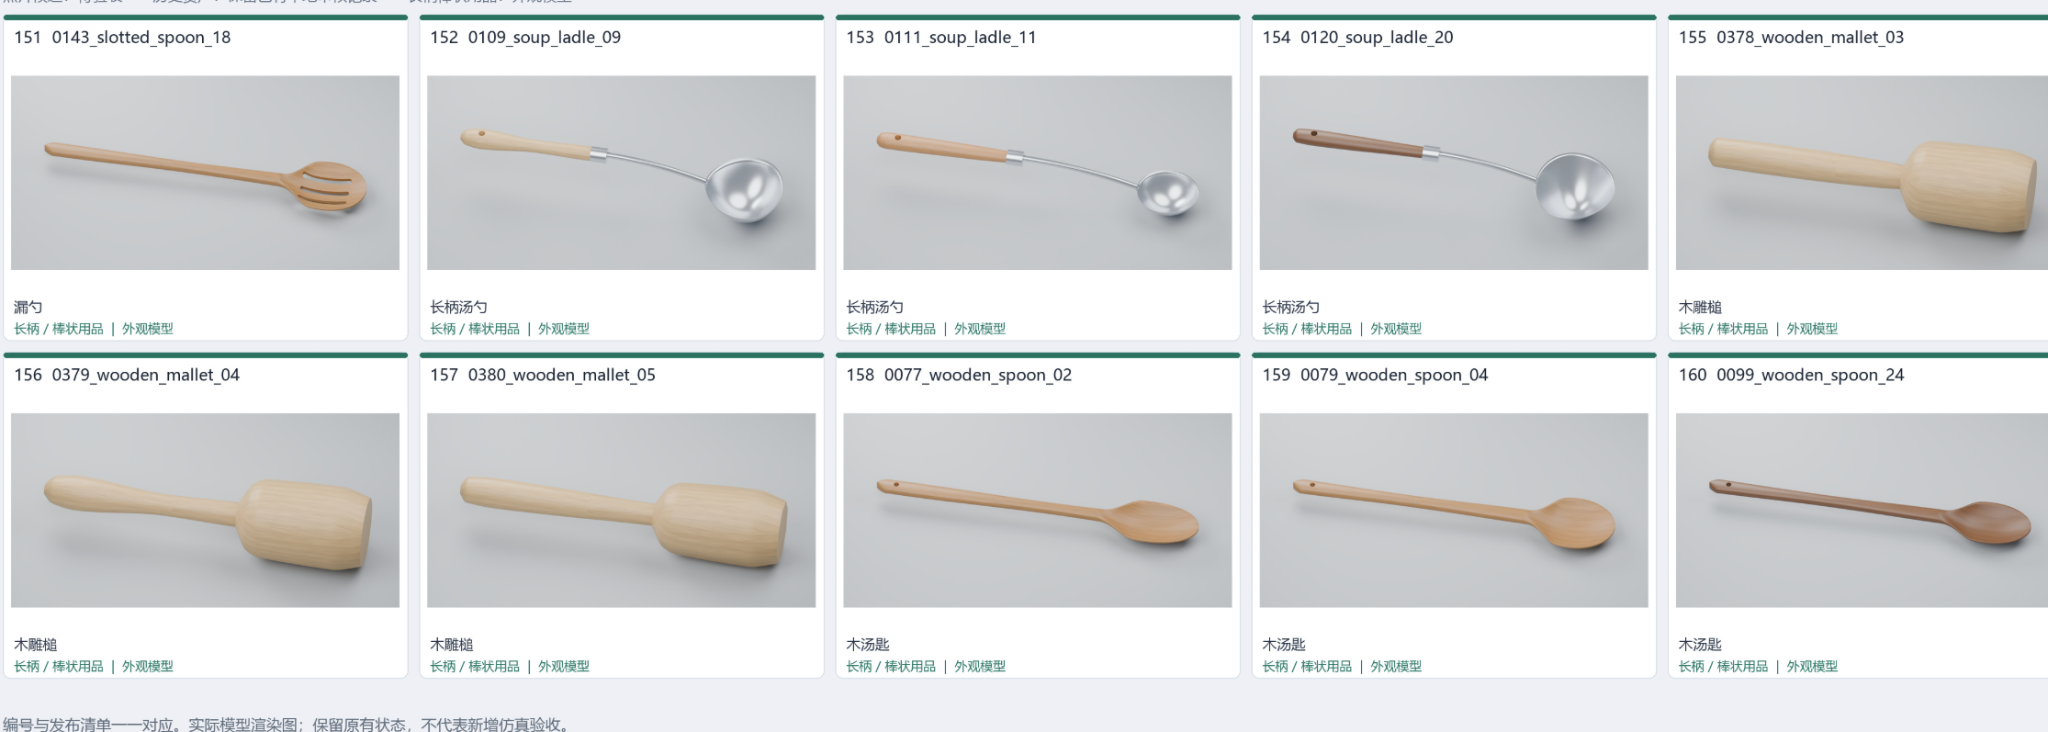 151 0143_slotted_spoon_18
152 0109_soup_ladle_09
153 0111_soup_ladle_11
154 0120_soup_ladle_20
155 0378_wooden_mallet_03
漏勺
长柄汤勺
长柄汤勺
长柄汤勺
木雕槌
长柄 / 棒状用品 | 外观模型
长柄 / 棒状用品 | 外观模型
长柄 / 棒状用品 | 外观模型
长柄 / 棒状用品 | 外观模型
长柄 / 棒状用品 | 外观模型
156 0379_wooden_mallet_04
157 0380_wooden_mallet_05
158 0077_wooden_spoon_02
159 0079_wooden_spoon_04
160 0099_wooden_spoon_24
木雕槌
木雕槌
木汤匙
木汤匙
木汤匙
长柄 / 棒状用品 | 外观模型
长柄 / 棒状用品 | 外观模型
长柄 / 棒状用品 | 外观模型
长柄 / 棒状用品 | 外观模型
长柄 / 棒状用品 | 外观模型
编号与发布清单一一对应。实际模型渲染图；保留原有状态，不代表新增仿真验收。